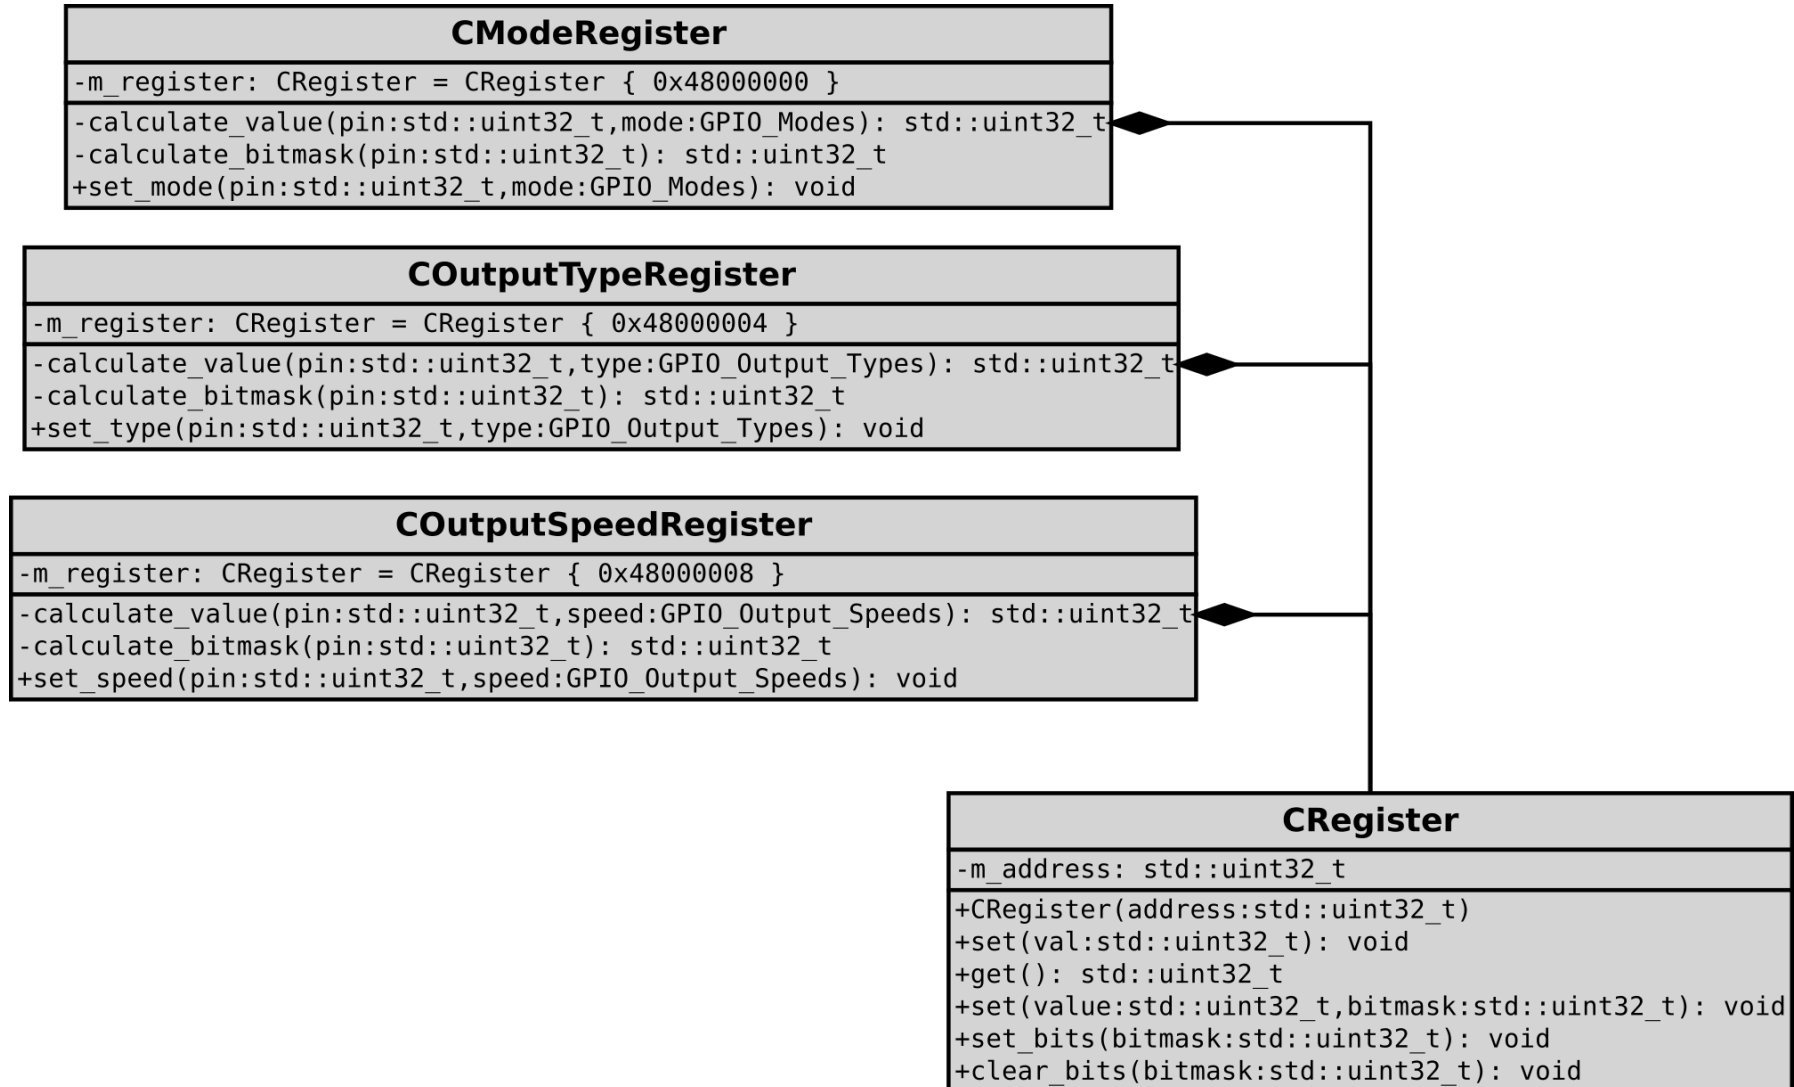 CModeRegister
-m_register: CRegister = CRegister { 0x48000000 }
-calculate_value(pin:std::uint32_t,mode:GPIO_Modes): std::uint32_t
-calculate_bitmask(pin:std::uint32_t): std::uint32_t
+set_mode(pin:std::uint32_t,mode:GPIO_Modes): void
COutputTypeRegister
-m_register: CRegister = CRegister { 0x48000004 }
-calculate_value(pin:std::uint32_t,type:GPIO_Output_Types): std::uint32_t
-calculate_bitmask(pin:std::uint32_t): std::uint32_t
+set_type(pin:std::uint32_t,type:GPIO_Output_Types): void
COutputSpeedRegister
-m_register: CRegister = CRegister { 0x48000008 }
-calculate_value(pin:std::uint32_t,speed:GPIO_Output_Speeds): std::uint32_t
-calculate_bitmask(pin:std::uint32_t): std::uint32_t
+set_speed(pin:std::uint32_t,speed:GPIO_Output_Speeds): void
CRegister
-m_address: std::uint32_t
+CRegister(address:std::uint32_t)
+set(val:std::uint32_t): void
+get(): std::uint32_t
+set(value:std::uint32_t,bitmask:std::uint32_t): void
+set_bits(bitmask:std::uint32_t): void
+clear_bits(bitmask:std::uint32_t): void